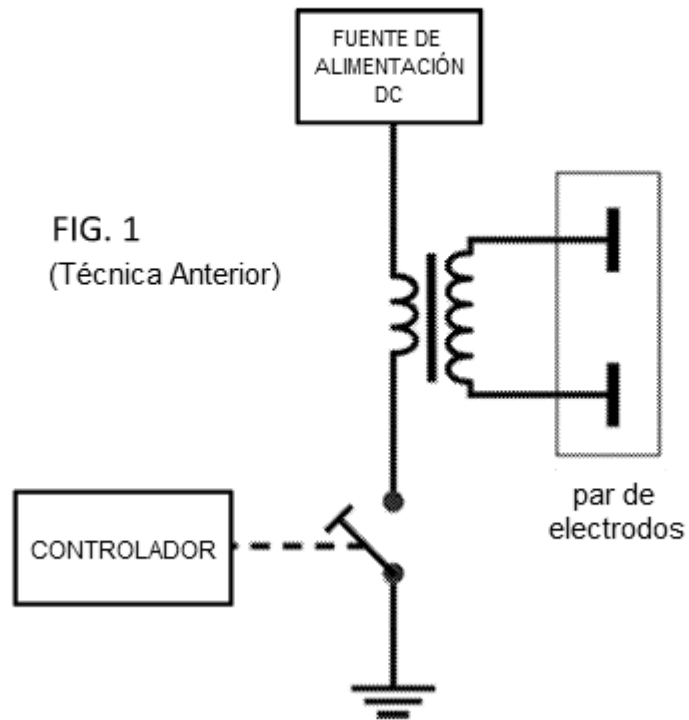 FUENTE DE
ALIMENTACIÓN
DC
FIG. 1
(Técnica Anterior)
par de
electrodos
CONTROLADOR